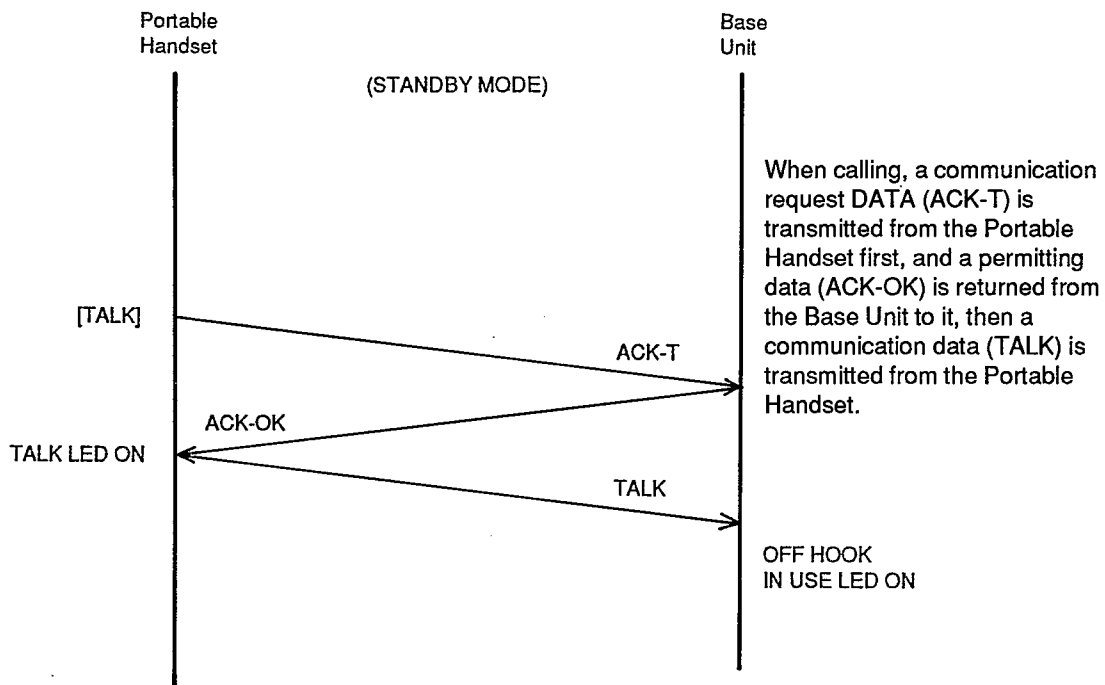 Portable
Handset
Base
Unit
(STANDBY MODE)
When calling, a communication
request DATA (ACK-T) is
transmitted from the Portable
Handset first, and a permitting
data (ACK-OK) is returned from
the Base Unit to it, then a
communication data (TALK) is
transmitted from the Portable
Handset.
[TALK]
ACK-T
ACK-OK
TALK LED ON
TALK
OFF HOOK
IN USE LED ON